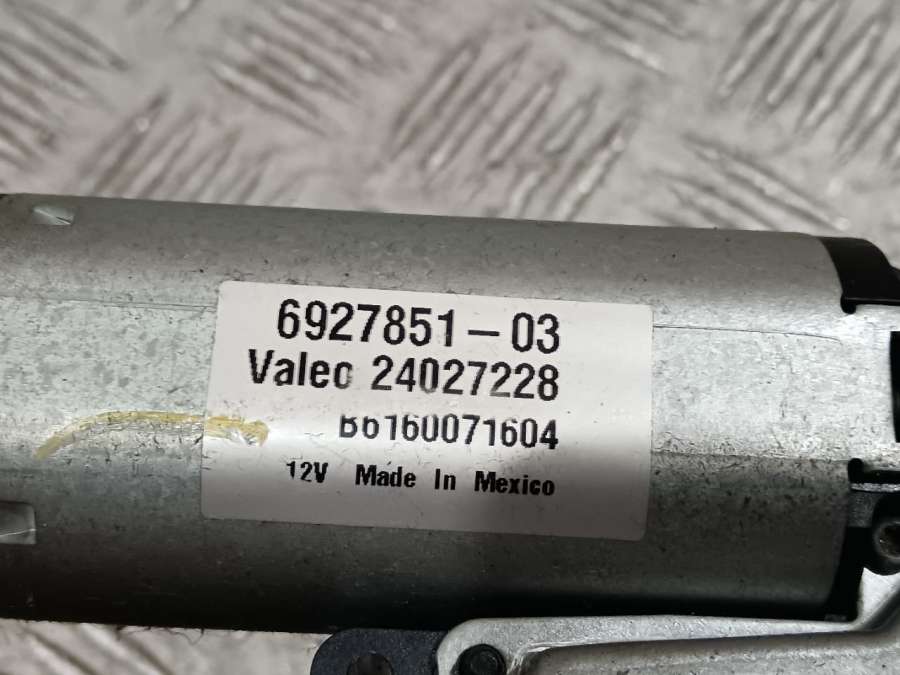 6927851-03
Valeo 24027228
B6160071604
12V Made In Mexico